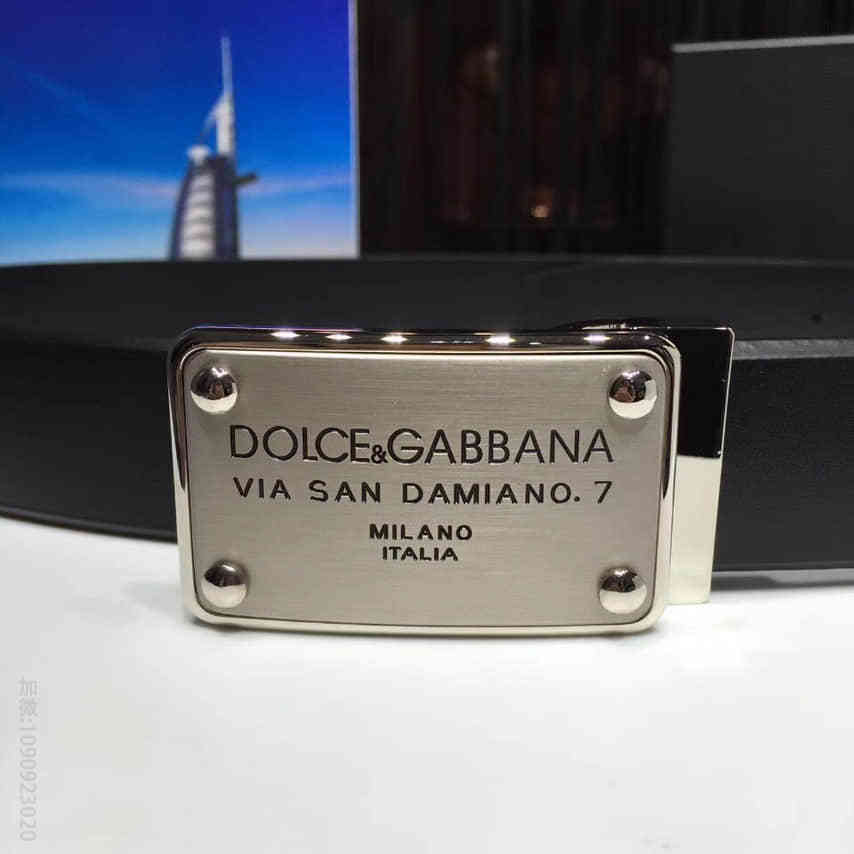 DOLCE&GABBANA
VIA SAN DAMIANO. 7
MILANO
ITALIA
加微:1090923020